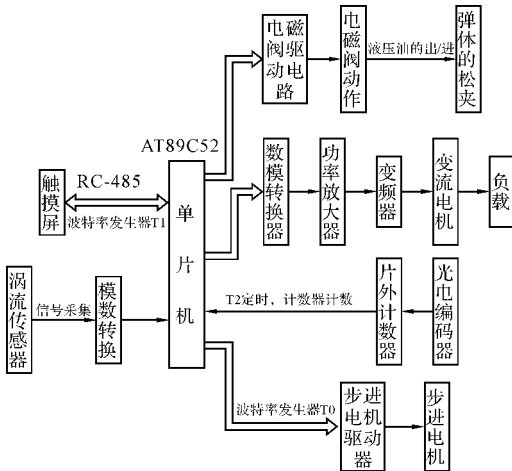 电磁阀驱动电路
电磁阀动作
液压油的出/进
弹体的松夹
AT89C52
单片机
触摸屏
RC-485
波特率发生器T1
数模转换器
功率放大器
变频器
变流电机
负载
涡流传感器
信号采集
模数转换
T2定时，计数器计数
片外计数器
光电编码器
波特率发生器T0
步进电机驱动器
步进电机